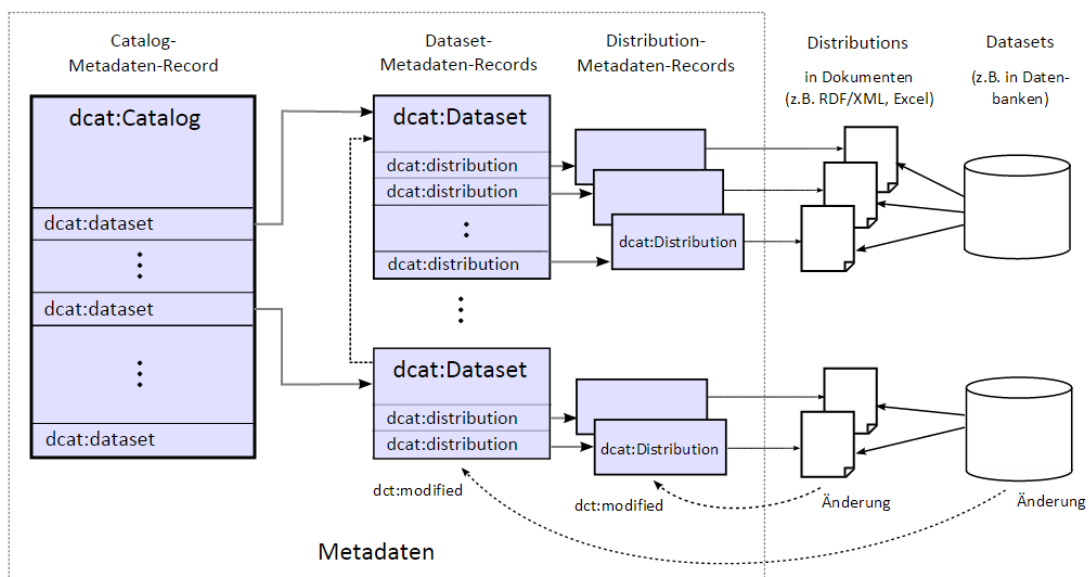 Catalog-
Metadaten-Record
Dataset-
Metadaten-Records
Distribution-
Metadaten-Records
Distributions
in Dokumenten
(z.B. RDF/XML, Excel)
Datasets
(z.B. in Daten-
banken)
dcat:Catalog
dcat:dataset
dcat:dataset
dcat:dataset
dcat:Dataset
dcat:distribution
dcat:distribution
dcat:distribution
dcat:Distribution
dcat:Dataset
dcat:distribution
dcat:distribution
dcat:Distribution
dct:modified
dct:modified
Änderung
Änderung
Metadaten